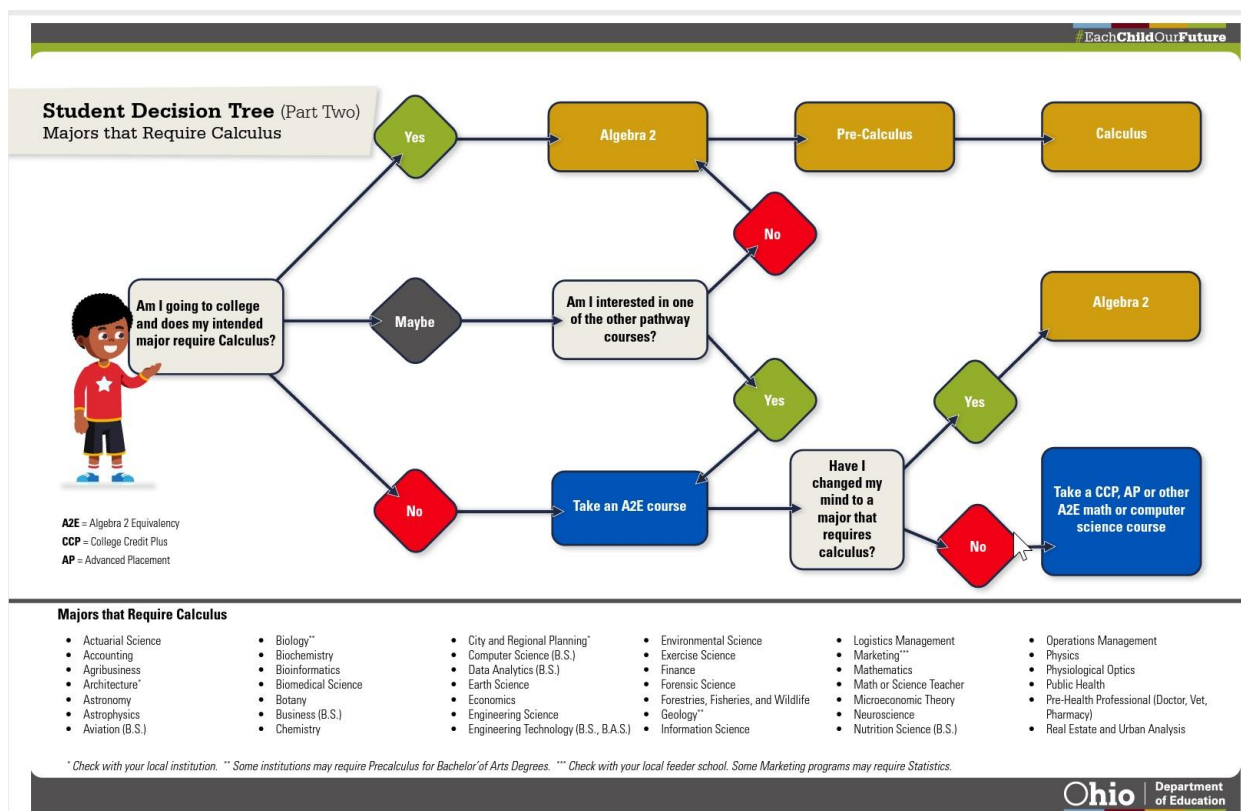 #EachChildOurFuture
Student Decision Tree (Part Two)
Majors that Require Calculus
Yes
Algebra 2
Pre-Calculus
Calculus
No
Am I going to college
and does my intended
major require Calculus?
Maybe
Am I interested in one
of the other pathway
courses?
Algebra 2
Yes
Yes
No
Take an A2E course
Have I
changed my
mind to a
major that
requires
calculus?
No
Take a CCP, AP or other
A2E math or computer
science course
A2E = Algebra 2 Equivalency
CCP = College Credit Plus
AP = Advanced Placement
Majors that Require Calculus
• Actuarial Science
• Accounting
• Agribusiness
• Architecture*
• Astronomy
• Astrophysics
• Aviation (B.S.)
• Biology**
• Biochemistry
• Bioinformatics
• Biomedical Science
• Botany
• Business (B.S.)
• Chemistry
• City and Regional Planning*
• Computer Science (B.S.)
• Data Analytics (B.S.)
• Earth Science
• Economics
• Engineering Science
• Engineering Technology (B.S., B.A.S.)
• Environmental Science
• Exercise Science
• Finance
• Forensic Science
• Forestries, Fisheries, and Wildlife
• Geology**
• Information Science
• Logistics Management
• Marketing***
• Mathematics
• Math or Science Teacher
• Microeconomic Theory
• Neuroscience
• Nutrition Science (B.S.)
• Operations Management
• Physics
• Physiological Optics
• Public Health
• Pre-Health Professional (Doctor, Vet,
Pharmacy)
• Real Estate and Urban Analysis
* Check with your local institution. ** Some institutions may require Precalculus for Bachelor'of Arts Degrees. *** Check with your local feeder school. Some Marketing programs may require Statistics.
Ohio
Department
of Education